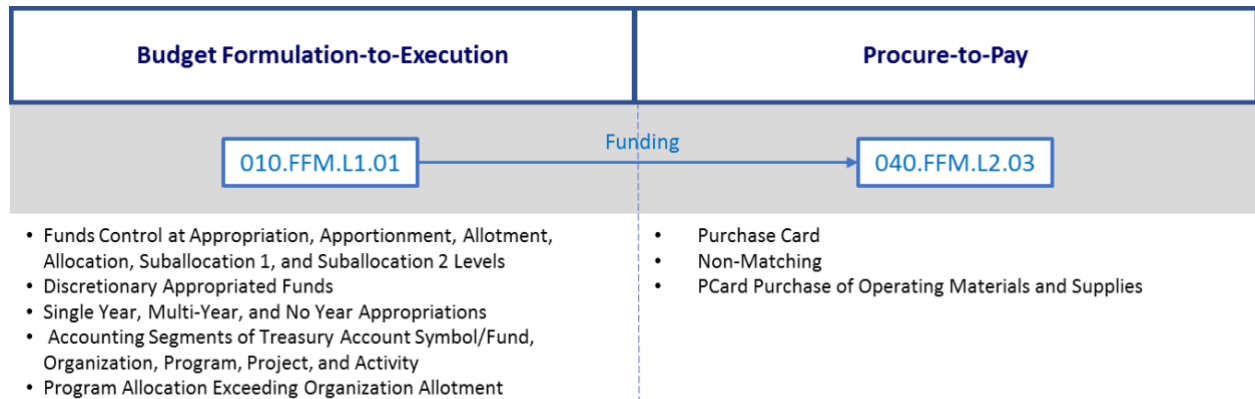 Budget Formulation-to-Execution
Procure-to-Pay
Funding
010.FFM.L1.01
040.FFM.L2.03
• Funds Control at Appropriation, Apportionment, Allotment,
Allocation, Suballocation 1, and Suballocation 2 Levels
• Discretionary Appropriated Funds
• Single Year, Multi-Year, and No Year Appropriations
• Accounting Segments of Treasury Account Symbol/Fund,
Organization, Program, Project, and Activity
• Program Allocation Exceeding Organization Allotment
• Purchase Card
• Non-Matching
• PCard Purchase of Operating Materials and Supplies